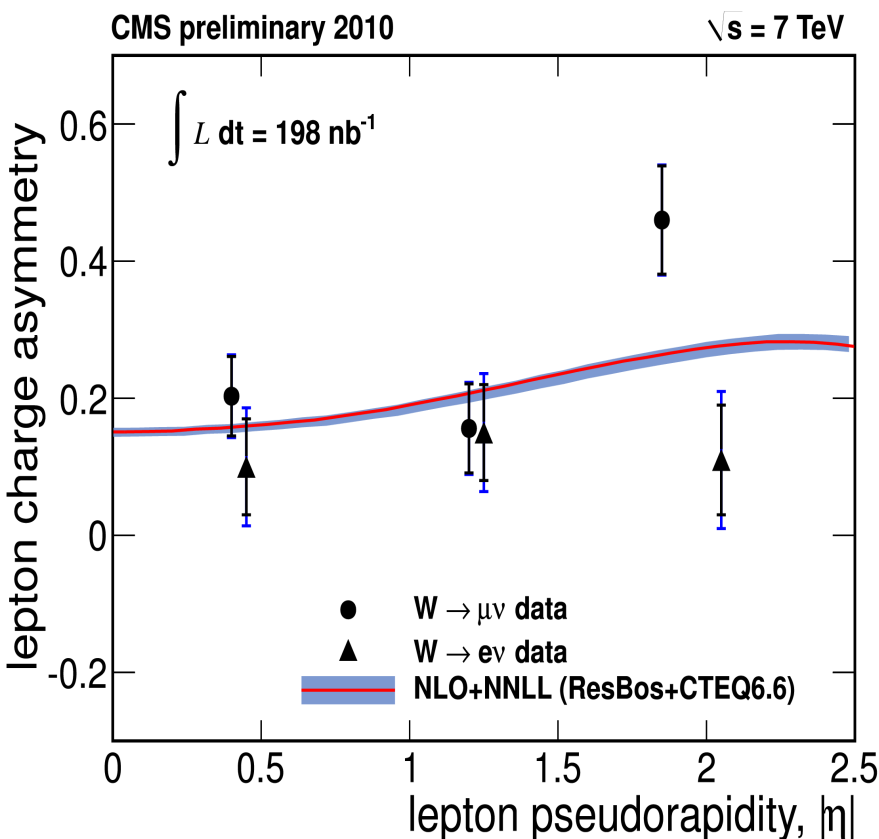 CMS preliminary 2010
√s = 7 TeV
∫ L dt = 198 nb⁻¹
lepton charge asymmetry
0.6
0.4
0.2
0
-0.2
W → μν data
W → eν data
NLO+NNLL (ResBos+CTEQ6.6)
0 0.5 1 1.5 2 2.5
lepton pseudorapidity, |η|